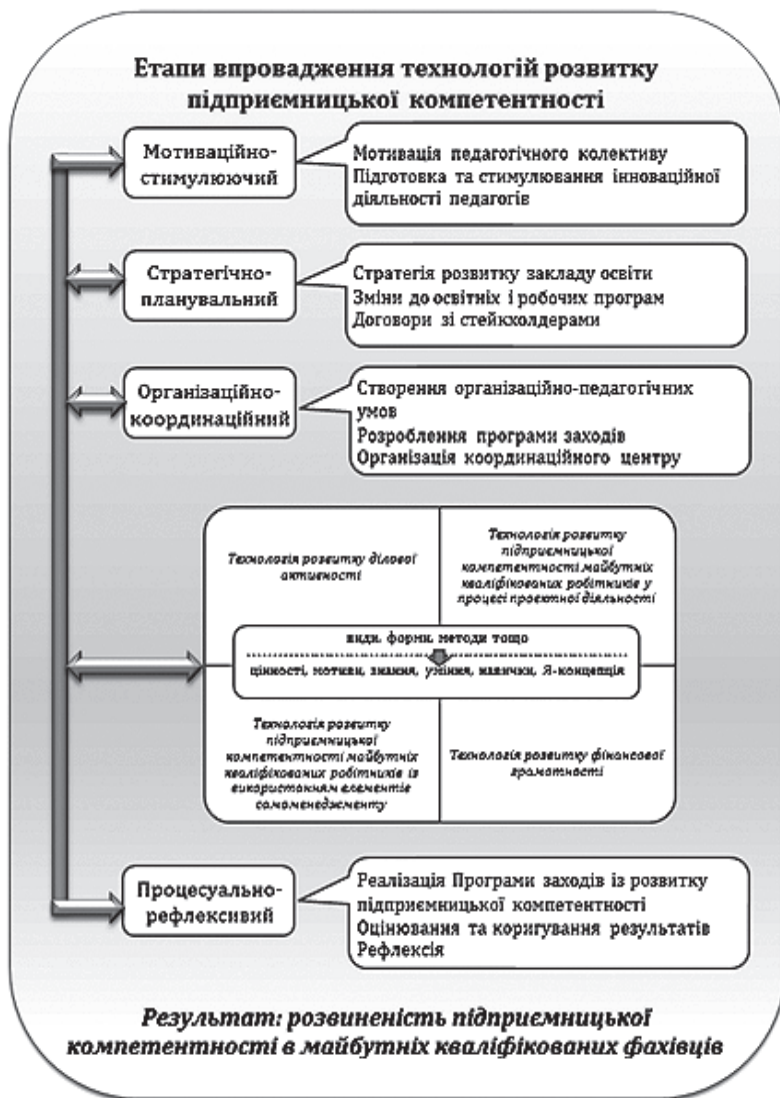 Етапи впровадження технологій розвитку
підприємницької компетентності
Мотиваційно-
стимулюючий
Мотивація педагогічного колективу
Підготовка та стимулювання інноваційної
діяльності педагогів
Стратегічно-
планувальний
Стратегія розвитку закладу освіти
Зміни до освітніх і робочих програм
Договори зі стейкхолдерами
Організаційно-
координаційний
Створення організаційно-педагогічних
умов
Розроблення програми заходів
Організація координаційного центру
Технологія розвитку ділової
активності
Технологія розвитку
підприємницької
компетентності майбутніх
кваліфікованих робітників у
процесі проектної діяльності
види, форми, методи тощо
цінності, мотиви, знання, уміння, навички, Я-концепція
Технологія розвитку
підприємницької
компетентності майбутніх
кваліфікованих робітників із
використанням елементів
самоменеджменту
Технологія розвитку фінансової
грамотності
Процесуально-
рефлексивий
Реалізація Програми заходів із розвитку
підприємницької компетентності
Оцінювання та коригування результатів
Рефлексія
Результат: розвиненість підприємницької
компетентності в майбутніх кваліфікованих фахівців